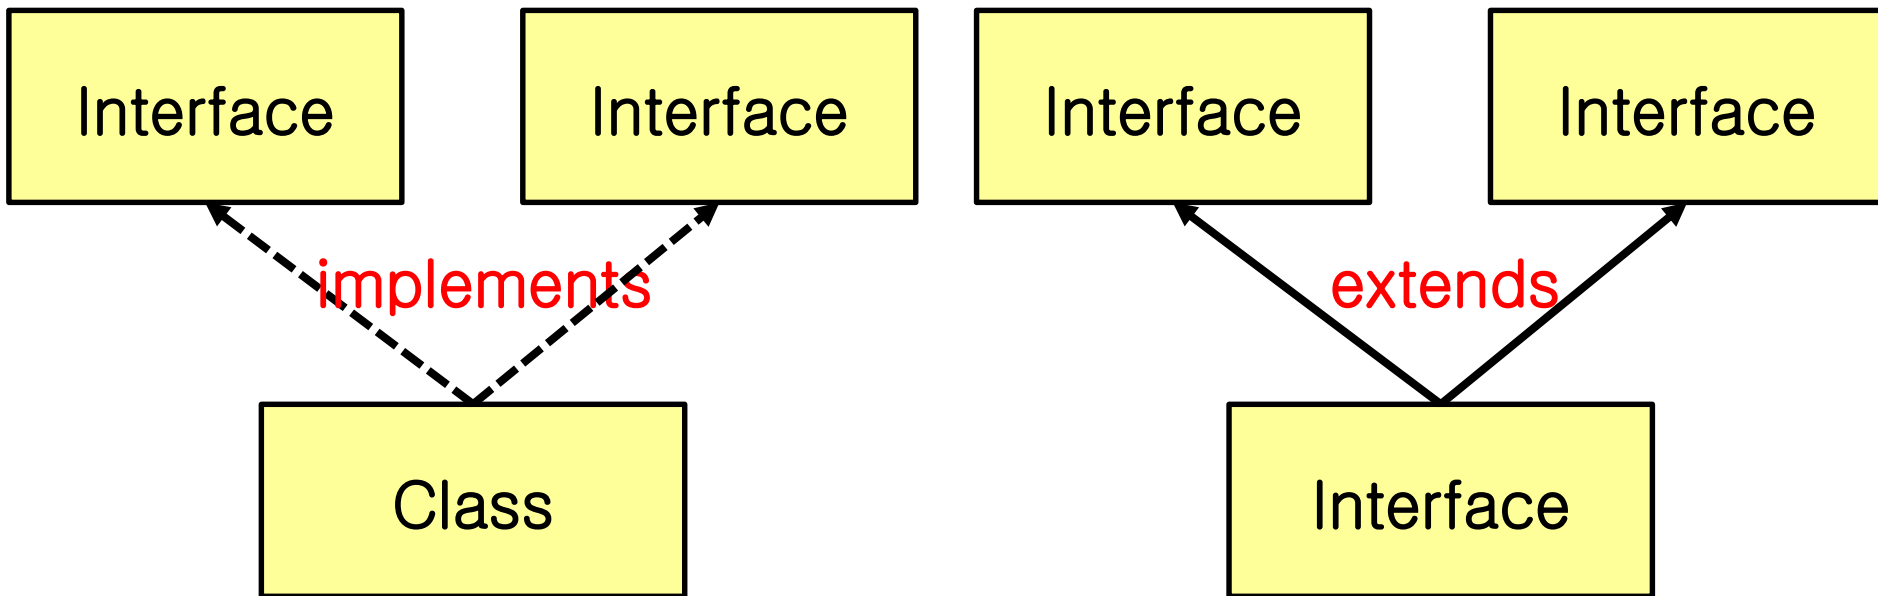 Interface
Interface
Interface
Interface
implements
extends
Class
Interface